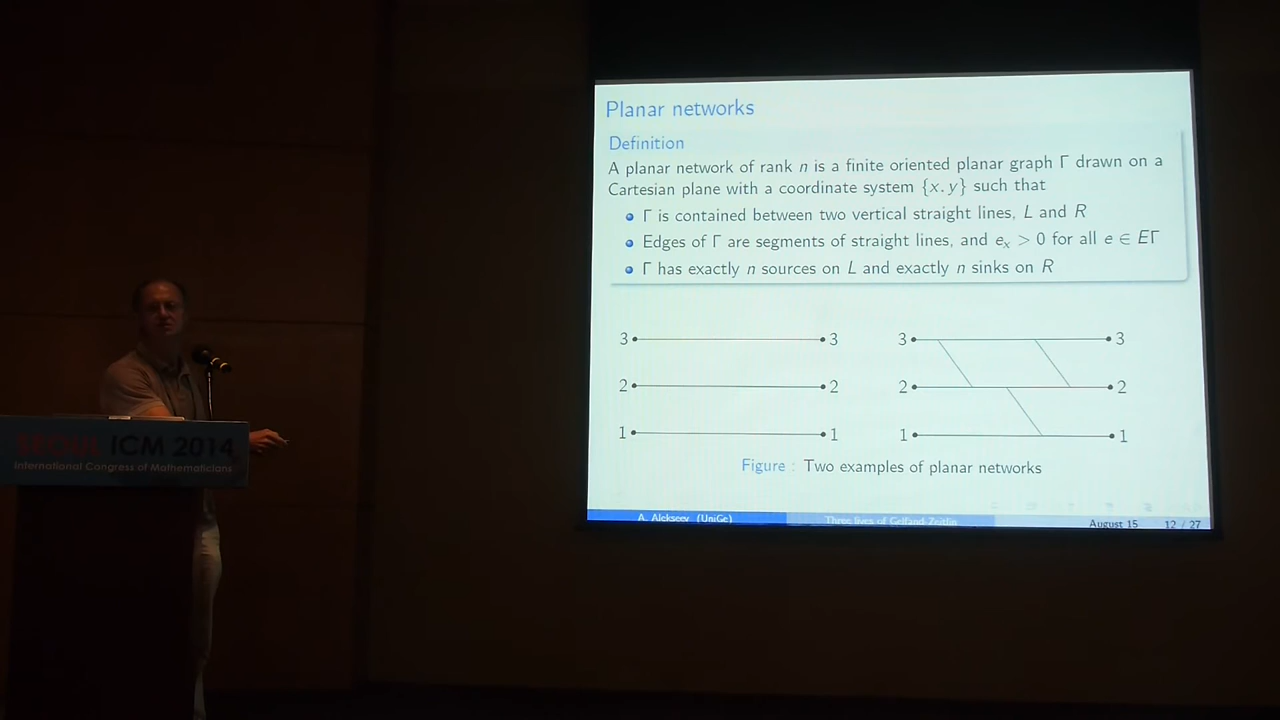 Planar networks
Definition
A planar network of rank n is a finite oriented planar graph Γ drawn on a
Cartesian plane with a coordinate system {x.y} such that
Γ is contained between two vertical straight lines, L and R
Edges of Γ are segments of straight lines, and eₓ > 0 for all e ∈ EΓ
Γ has exactly n sources on L and exactly n sinks on R
3 3 3 3
2 2 2 2
1 1 1 1
Figure : Two examples of planar networks
A. Alekseev (UniGe) Three lives of Gelfand-Zeitlin August 15 12 / 27
SEOUL ICM 2014
International Congress of Mathematicians